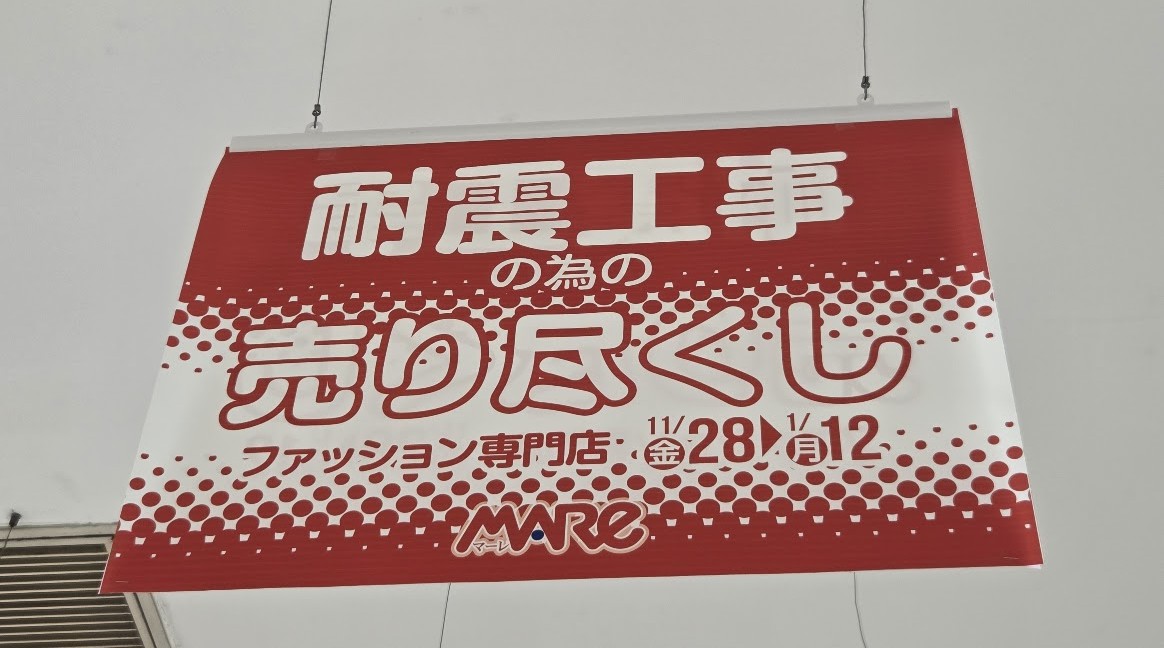 耐震工事
の為の
売り尽くし
ファッション専門店 11/28金▶1/12月
MARe
マーレ